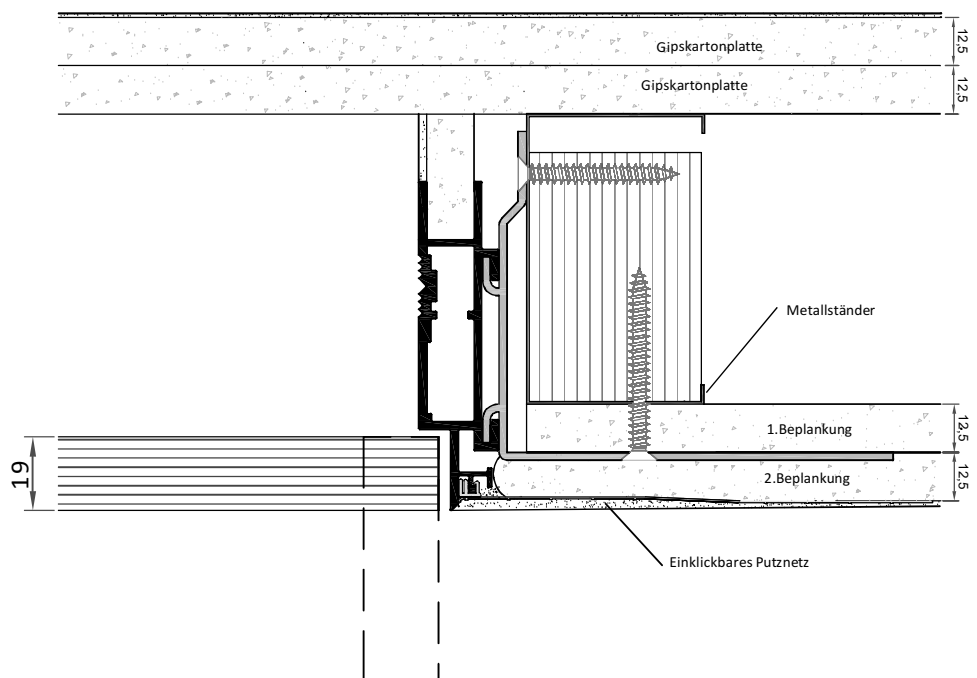 Gipskartonplatte
12,5
Gipskartonplatte
12,5
Metallständer
1.Beplankung
12,5
19
2.Beplankung
12,5
Einklickbares Putznetz